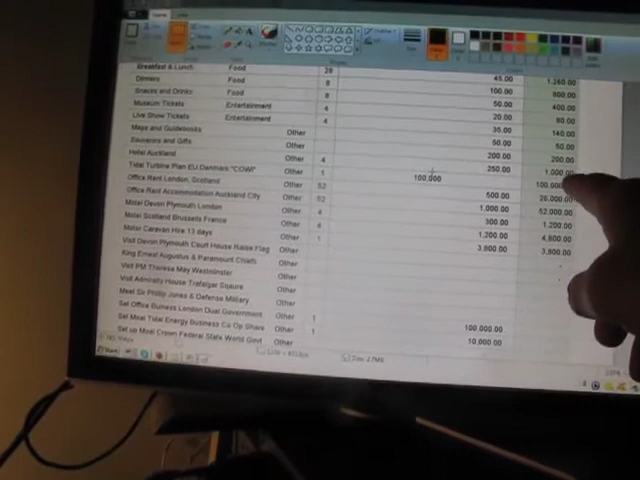 Breakfast & Lunch Food 28 45.00 1,260.00
Dinners Food 8 100.00 800.00
Snacks and Drinks Food 8 50.00 400.00
Museum Tickets Entertainment 4 20.00 80.00
Live Show Tickets Entertainment 4 35.00 140.00
Maps and Guidebooks Other 50.00 50.00
Souvenirs and Gifts Other 200.00 200.00
Hotel Auckland Other 4 250.00 1,000.00
Tidal Turbine Plan EU Denmark "COWI" Other 1 100,000 100,000
Office Rent London, Scotland Other 52 500.00 26,000.00
Office Rent Accommodation Auckland City Other 52 1,000.00 52,000.00
Motel Devon Plymouth London Other 4 300.00 1,200.00
Motel Scotland Brussels France Other 4 1,200.00 4,800.00
Motel Caravan Hire 13 days Other 1 3,800.00 3,800.00
Visit Devon Plymouth Court House Raise Flag Other
King Ernest Augustus & Paramount Chiefs Other
Visit PM Theresa May Westminster Other
Visit Admiralty House Trafalgar Square Other
Meet Sir Phillip Jones & Defense Military Other
Set Office Business London Dual Government Other
Set Moai Tidal Energy Business Co Op Share Other 1 100,000.00
Set up Moai Crown Federal State World Govt Other 1 10,000.00
Start